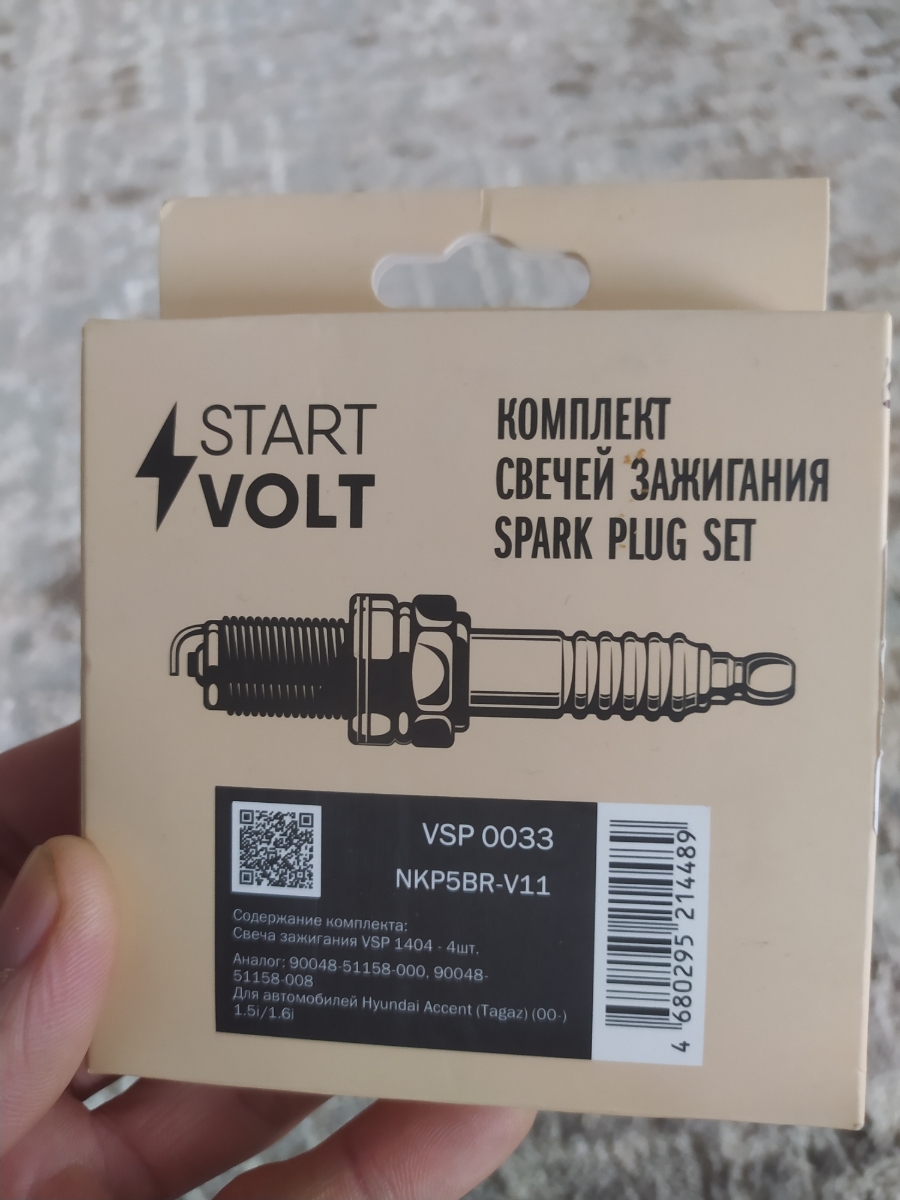 START
VOLT
КОМПЛЕКТ
СВЕЧЕЙ ЗАЖИГАНИЯ
SPARK PLUG SET
VSP 0033
NKP5BR-V11
Содержание комплекта:
Свеча зажигания VSP 1404 - 4шт.
Аналог: 90048-51158-000, 90048-
51158-008
Для автомобилей Hyundai Accent (Tagaz) (00-)
1.5i/1.6i
4 680295 214489